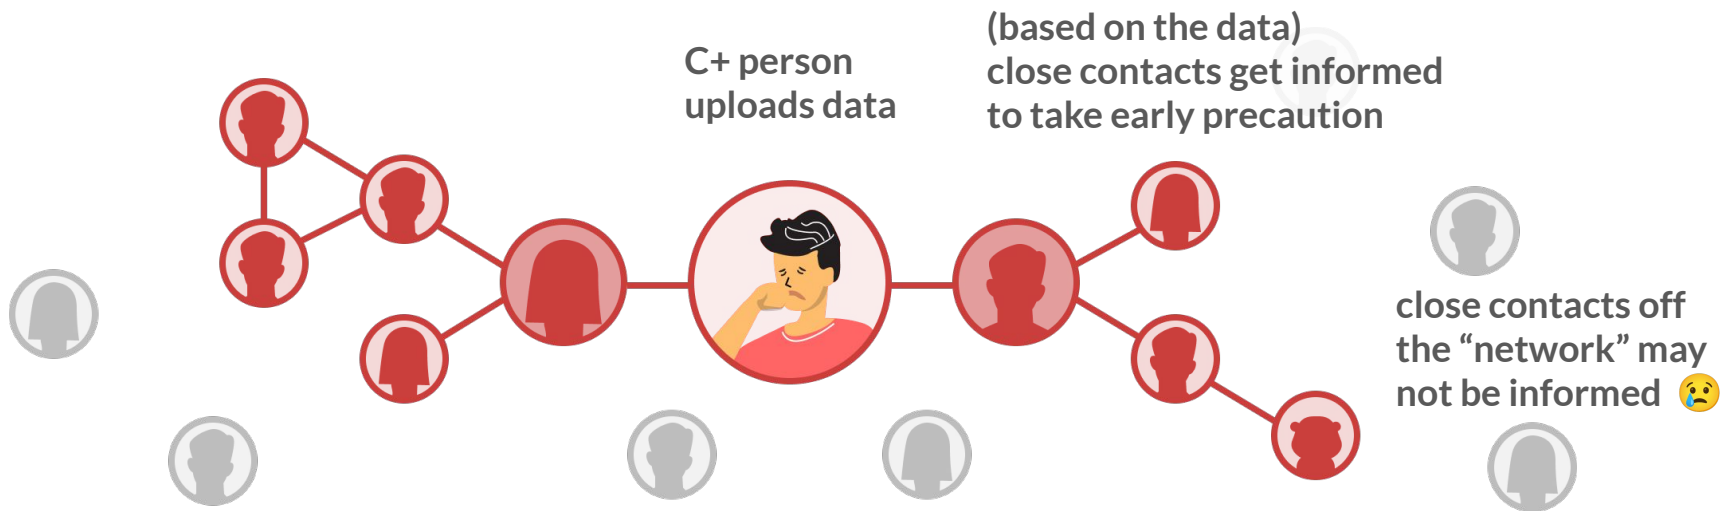 C+ person
uploads data
(based on the data)
close contacts get informed
to take early precaution
close contacts off
the “network” may
not be informed 😢